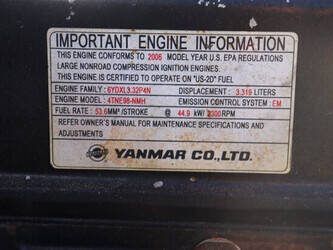 IMPORTANT ENGINE INFORMATION
THIS ENGINE CONFORMS TO 2006 MODEL YEAR U.S. EPA REGULATIONS
LARGE NONROAD COMPRESSION IGNITION ENGINES.
THIS ENGINE IS CERTIFIED TO OPERATE ON "US-2D" FUEL
ENGINE FAMILY : 6YDXL3.32P4N DISPLACEMENT : 3.319 LITERS
ENGINE MODEL : 4TNE98-NMH EMISSION CONTROL SYSTEM : EM
FUEL RATE : 53.6MM³ /STROKE @ 44.9 kW/ 2300RPM
REFER OWNER'S MANUAL FOR MAINTENANCE SPECIFICATIONS AND
ADJUSTMENTS.
YANMAR CO.,LTD.